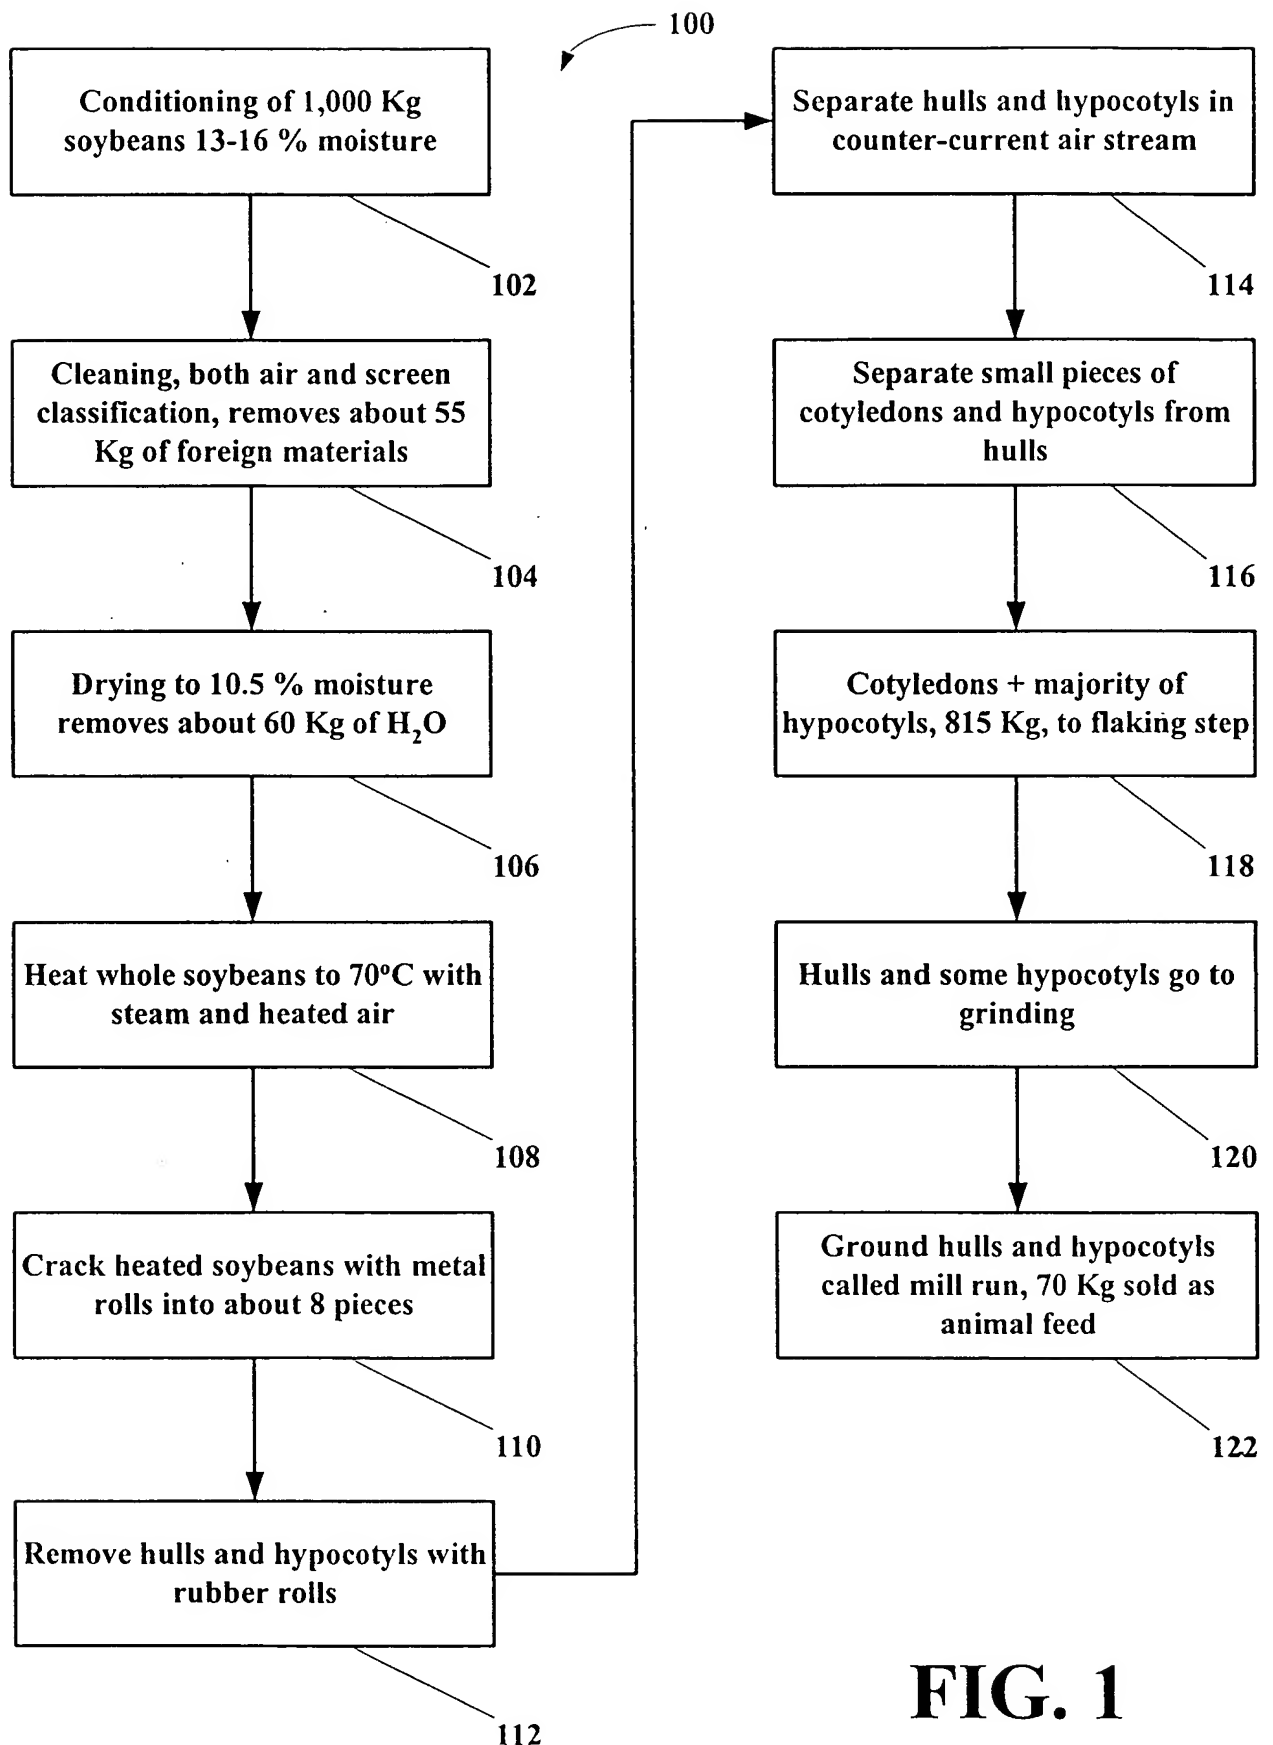 100
Conditioning of 1,000 Kg
soybeans 13-16 % moisture
102
Cleaning, both air and screen
classification, removes about 55
Kg of foreign materials
104
Drying to 10.5 % moisture
removes about 60 Kg of H₂O
106
Heat whole soybeans to 70°C with
steam and heated air
108
Crack heated soybeans with metal
rolls into about 8 pieces
110
Remove hulls and hypocotyls with
rubber rolls
112
Separate hulls and hypocotyls in
counter-current air stream
114
Separate small pieces of
cotyledons and hypocotyls from
hulls
116
Cotyledons + majority of
hypocotyls, 815 Kg, to flaking step
118
Hulls and some hypocotyls go to
grinding
120
Ground hulls and hypocotyls
called mill run, 70 Kg sold as
animal feed
122
FIG. 1